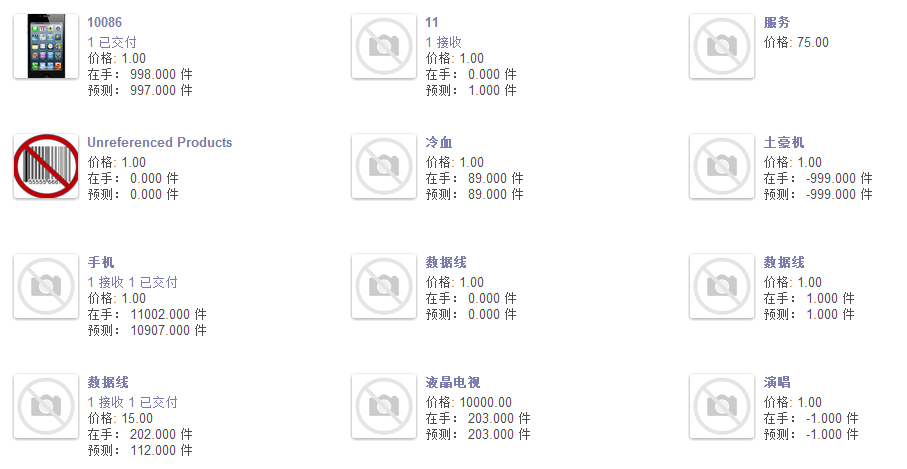 10086
1 已交付
价格: 1.00
在手： 998.000 件
预测： 997.000 件
11
1 接收
价格: 1.00
在手： 0.000 件
预测： 1.000 件
服务
价格: 75.00
Unreferenced Products
价格: 1.00
在手： 0.000 件
预测： 0.000 件
冷血
价格: 1.00
在手： 89.000 件
预测： 89.000 件
土豪机
价格: 1.00
在手： -999.000 件
预测： -999.000 件
手机
1 接收 1 已交付
价格: 1.00
在手： 11002.000 件
预测： 10907.000 件
数据线
价格: 1.00
在手： 0.000 件
预测： 0.000 件
数据线
价格: 1.00
在手： 1.000 件
预测： 1.000 件
数据线
1 接收 1 已交付
价格: 15.00
在手： 202.000 件
预测： 112.000 件
液晶电视
价格: 10000.00
在手： 203.000 件
预测： 203.000 件
演唱
价格: 1.00
在手： -1.000 件
预测： -1.000 件